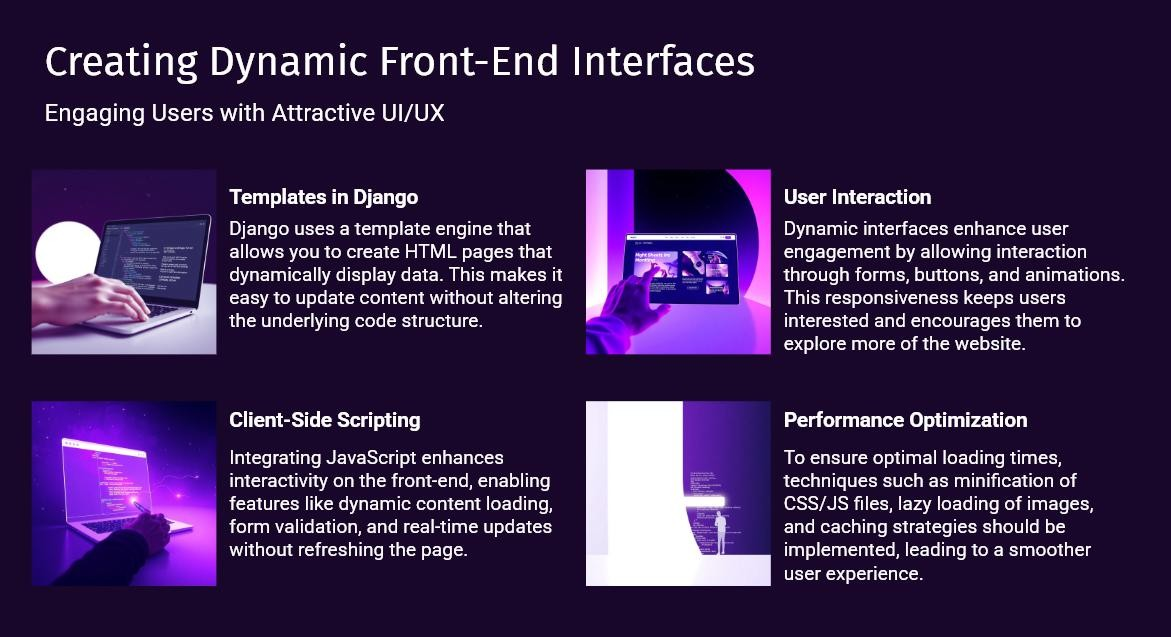 Creating Dynamic Front-End Interfaces
Engaging Users with Attractive UI/UX
Templates in Django
Django uses a template engine that
allows you to create HTML pages that
dynamically display data. This makes it
easy to update content without altering
the underlying code structure.
User Interaction
Dynamic interfaces enhance user
engagement by allowing interaction
through forms, buttons, and animations.
This responsiveness keeps users
interested and encourages them to
explore more of the website.
Client-Side Scripting
Integrating JavaScript enhances
interactivity on the front-end, enabling
features like dynamic content loading,
form validation, and real-time updates
without refreshing the page.
Performance Optimization
To ensure optimal loading times,
techniques such as minification of
CSS/JS files, lazy loading of images,
and caching strategies should be
implemented, leading to a smoother
user experience.